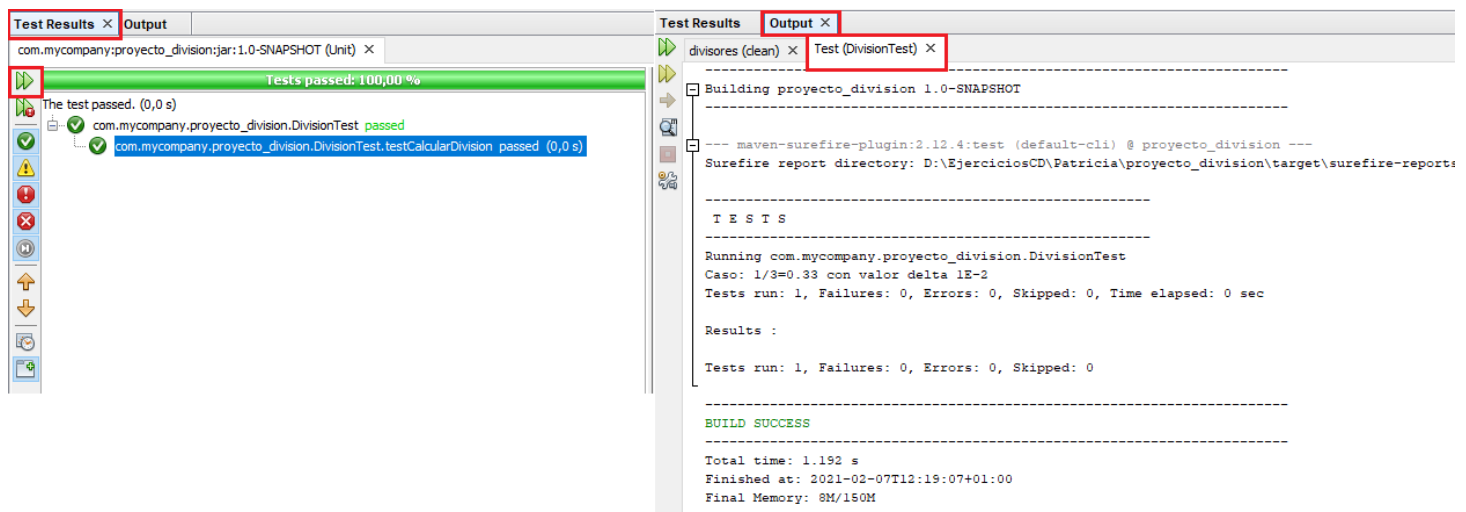 Test Results × Output
com.mycompany:proyecto_division:jar:1.0-SNAPSHOT (Unit) ×
Tests passed: 100,00 %
The test passed. (0,0 s)
com.mycompany.proyecto_division.DivisionTest passed
com.mycompany.proyecto_division.DivisionTest.testCalcularDivision passed (0,0 s)
Test Results Output ×
divisores (clean) × Test (DivisionTest) ×
------------------------------------------------------------------------
Building proyecto_division 1.0-SNAPSHOT
------------------------------------------------------------------------
--- maven-surefire-plugin:2.12.4:test (default-cli) @ proyecto_division ---
Surefire report directory: D:\EjerciciosCD\Patricia\proyecto_division\target\surefire-reports
-------------------------------------------------------
T E S T S
-------------------------------------------------------
Running com.mycompany.proyecto_division.DivisionTest
Caso: 1/3=0.33 con valor delta 1E-2
Tests run: 1, Failures: 0, Errors: 0, Skipped: 0, Time elapsed: 0 sec
Results :
Tests run: 1, Failures: 0, Errors: 0, Skipped: 0
------------------------------------------------------------------------
BUILD SUCCESS
------------------------------------------------------------------------
Total time: 1.192 s
Finished at: 2021-02-07T12:19:07+01:00
Final Memory: 8M/150M